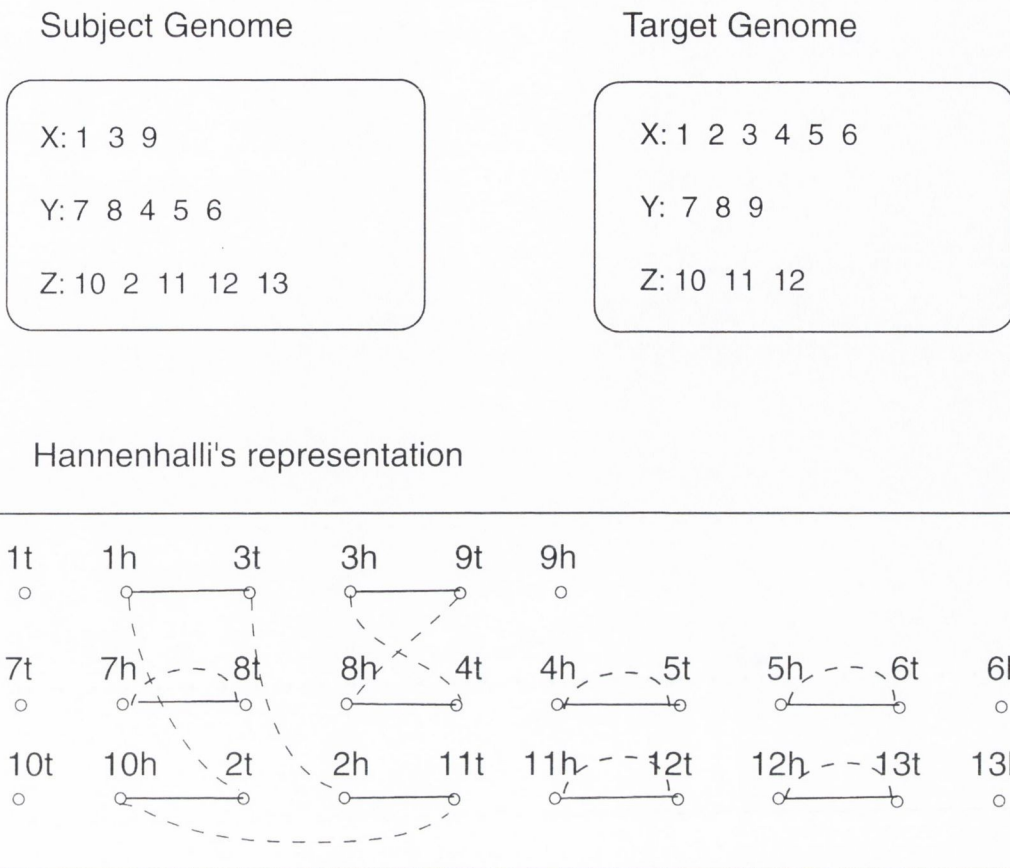 Subject Genome
Target Genome
X: 1 3 9
Y: 7 8 4 5 6
Z: 10 2 11 12 13
X: 1 2 3 4 5 6
Y: 7 8 9
Z: 10 11 12
Hannenhalli's representation
1t 1h 3t 3h 9t 9h
7t 7h 8t 8h 4t 4h 5t 5h 6t
10t 10h 2t 2h 11t 11h 12t 12h 13t